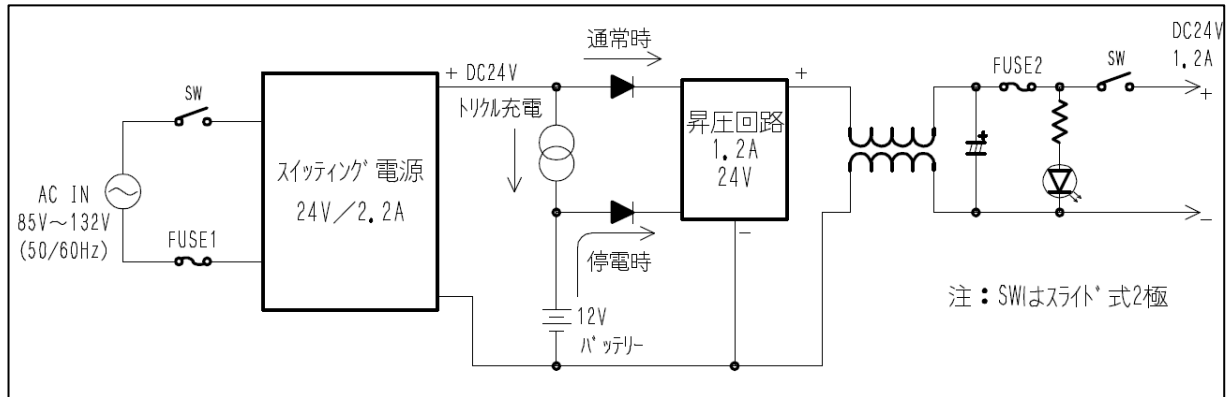 通常時
DC24V
1.2A
+ DC24V
+
FUSE2
SW
+
SW
トリクル充電
昇圧回路
1.2A
24V
スイッティング電源
24V/2.2A
AC IN
85V~132V
(50/60Hz)
FUSE1
+
-
-
停電時
12V
バッテリー
注:SWはスライド式2極